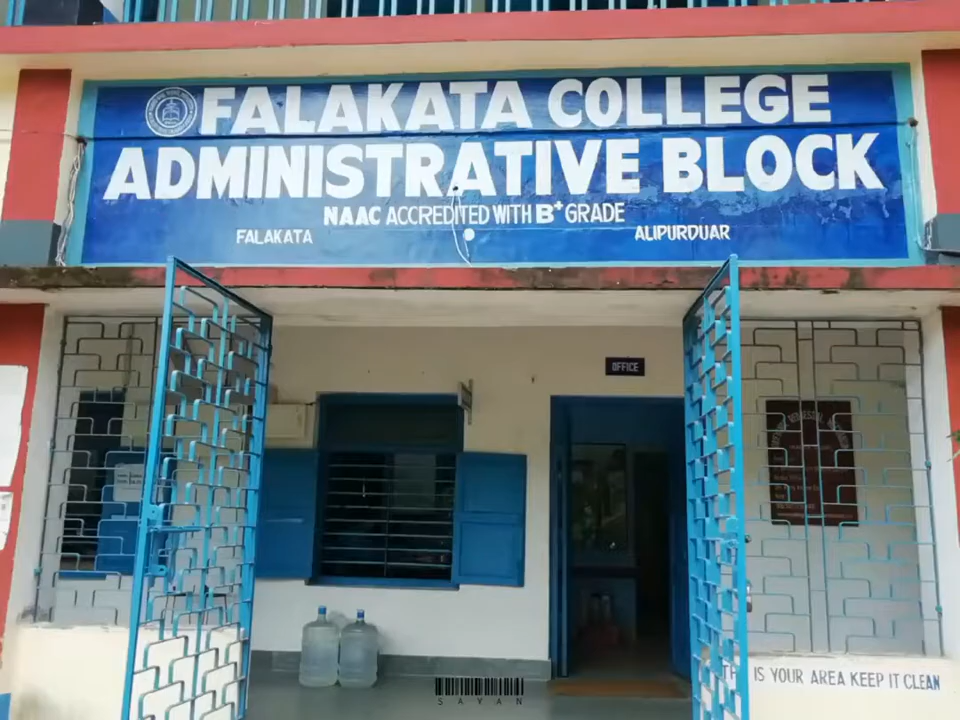 FALAKATA COLLEGE
ADMINISTRATIVE BLOCK
NAAC ACCREDITED WITH B+ GRADE
FALAKATA
ALIPURDUAR
OFFICE
IS YOUR AREA KEEP IT CLEAN
SAYAN